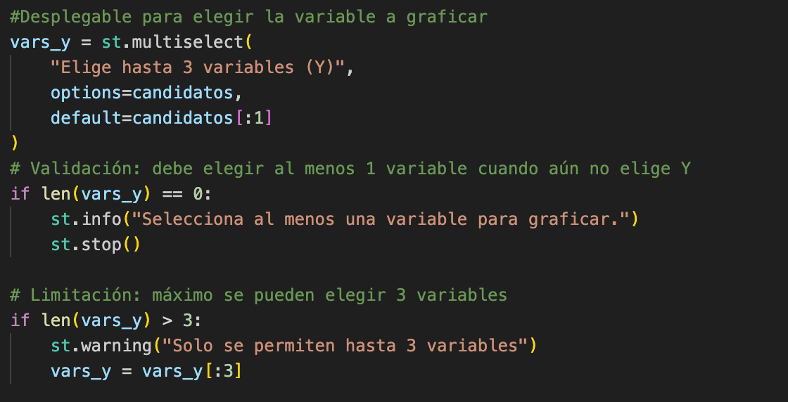 #Desplegable para elegir la variable a graficar
vars_y = st.multiselect(
    "Elige hasta 3 variables (Y)",
    options=candidatos,
    default=candidatos[:1]
)
# Validación: debe elegir al menos 1 variable cuando aún no elige Y
if len(vars_y) == 0:
    st.info("Selecciona al menos una variable para graficar.")
    st.stop()

# Limitación: máximo se pueden elegir 3 variables
if len(vars_y) > 3:
    st.warning("Solo se permiten hasta 3 variables")
    vars_y = vars_y[:3]